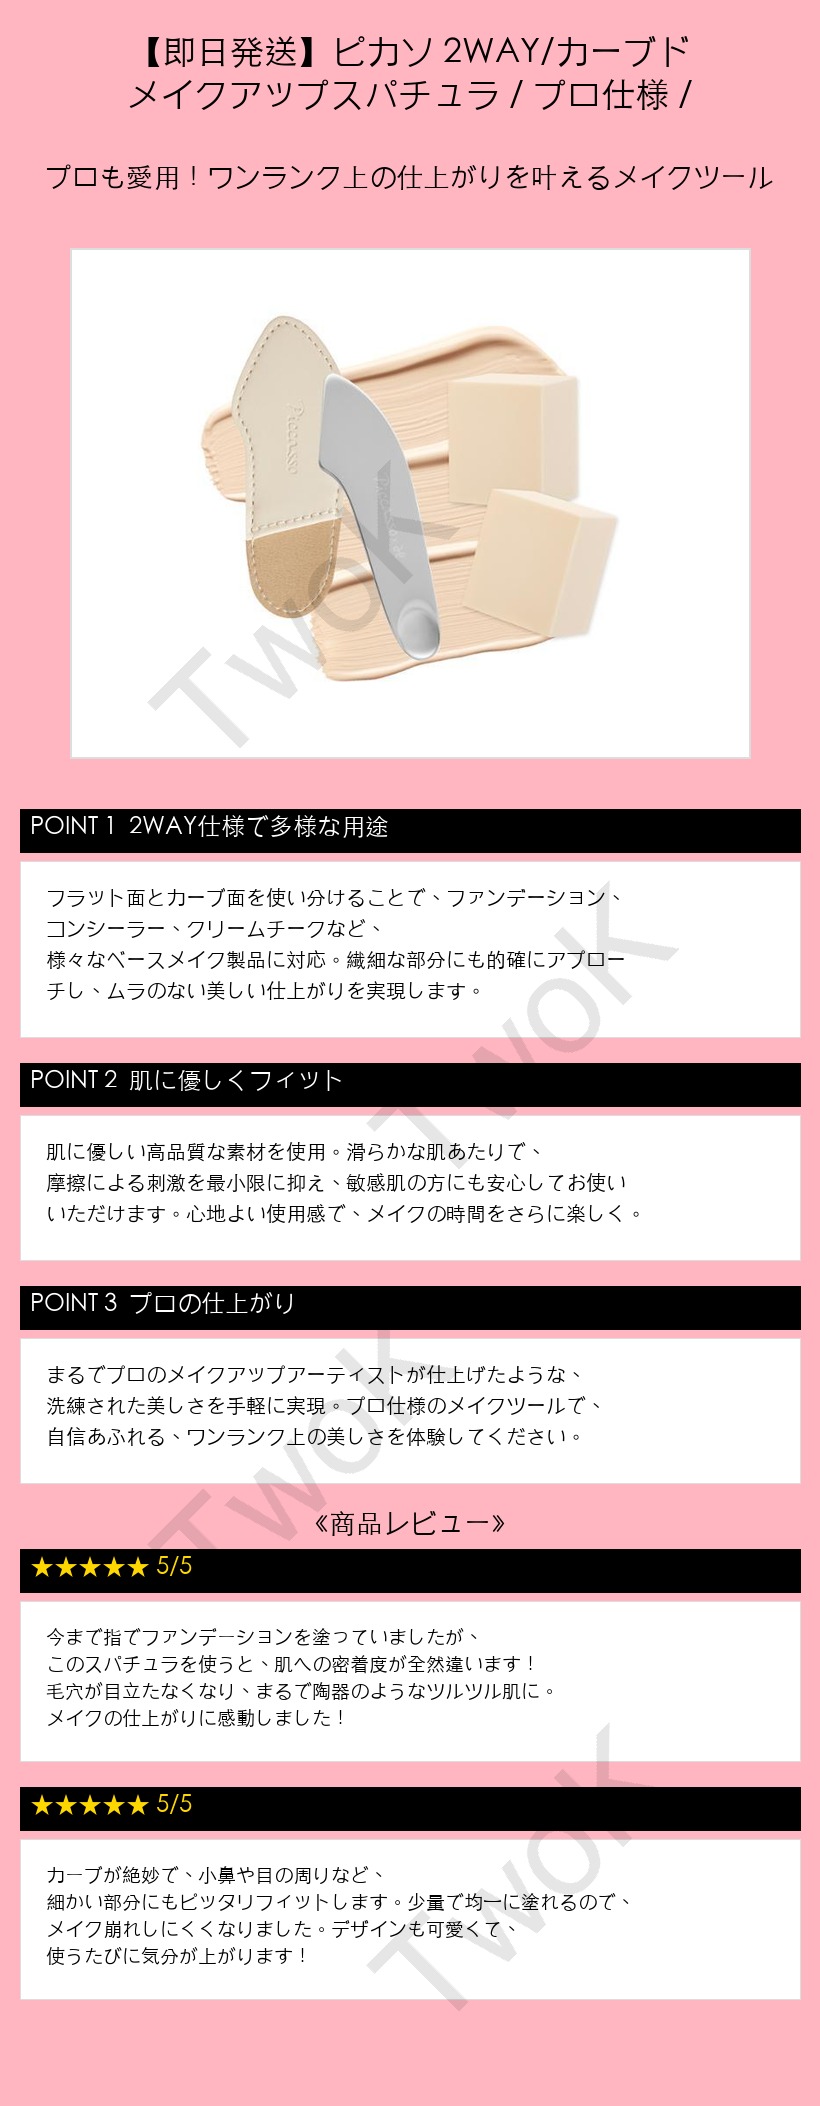 【即日発送】ピカソ 2WAY/カーブド
メイクアップスパチュラ / プロ仕様 /
プロも愛用！ワンランク上の仕上がりを叶えるメイクツール
Piccasso
Piccasso
TwoK
POINT 1 2WAY仕様で多様な用途
フラット面とカーブ面を使い分けることで、ファンデーション、
コンシーラー、クリームチークなど、
様々なベースメイク製品に対応。繊細な部分にも的確にアプロー
チし、ムラのない美しい仕上がりを実現します。
TwoK
POINT 2 肌に優しくフィット
肌に優しい高品質な素材を使用。滑らかな肌あたりで、
摩擦による刺激を最小限に抑え、敏感肌の方にも安心してお使い
いただけます。心地よい使用感で、メイクの時間をさらに楽しく。
POINT 3 プロの仕上がり
まるでプロのメイクアップアーティストが仕上げたような、
洗練された美しさを手軽に実現。プロ仕様のメイクツールで、
自信あふれる、ワンランク上の美しさを体験してください。
TwoK
《商品レビュー》
★★★★★ 5/5
今まで指でファンデーションを塗っていましたが、
このスパチュラを使うと、肌への密着度が全然違います！
毛穴が目立たなくなり、まるで陶器のようなツルツル肌に。
メイクの仕上がりに感動しました！
★★★★★ 5/5
カーブが絶妙で、小鼻や目の周りなど、
細かい部分にもピッタリフィットします。少量で均一に塗れるので、
メイク崩れしにくくなりました。デザインも可愛くて、
使うたびに気分が上がります！
TwoK